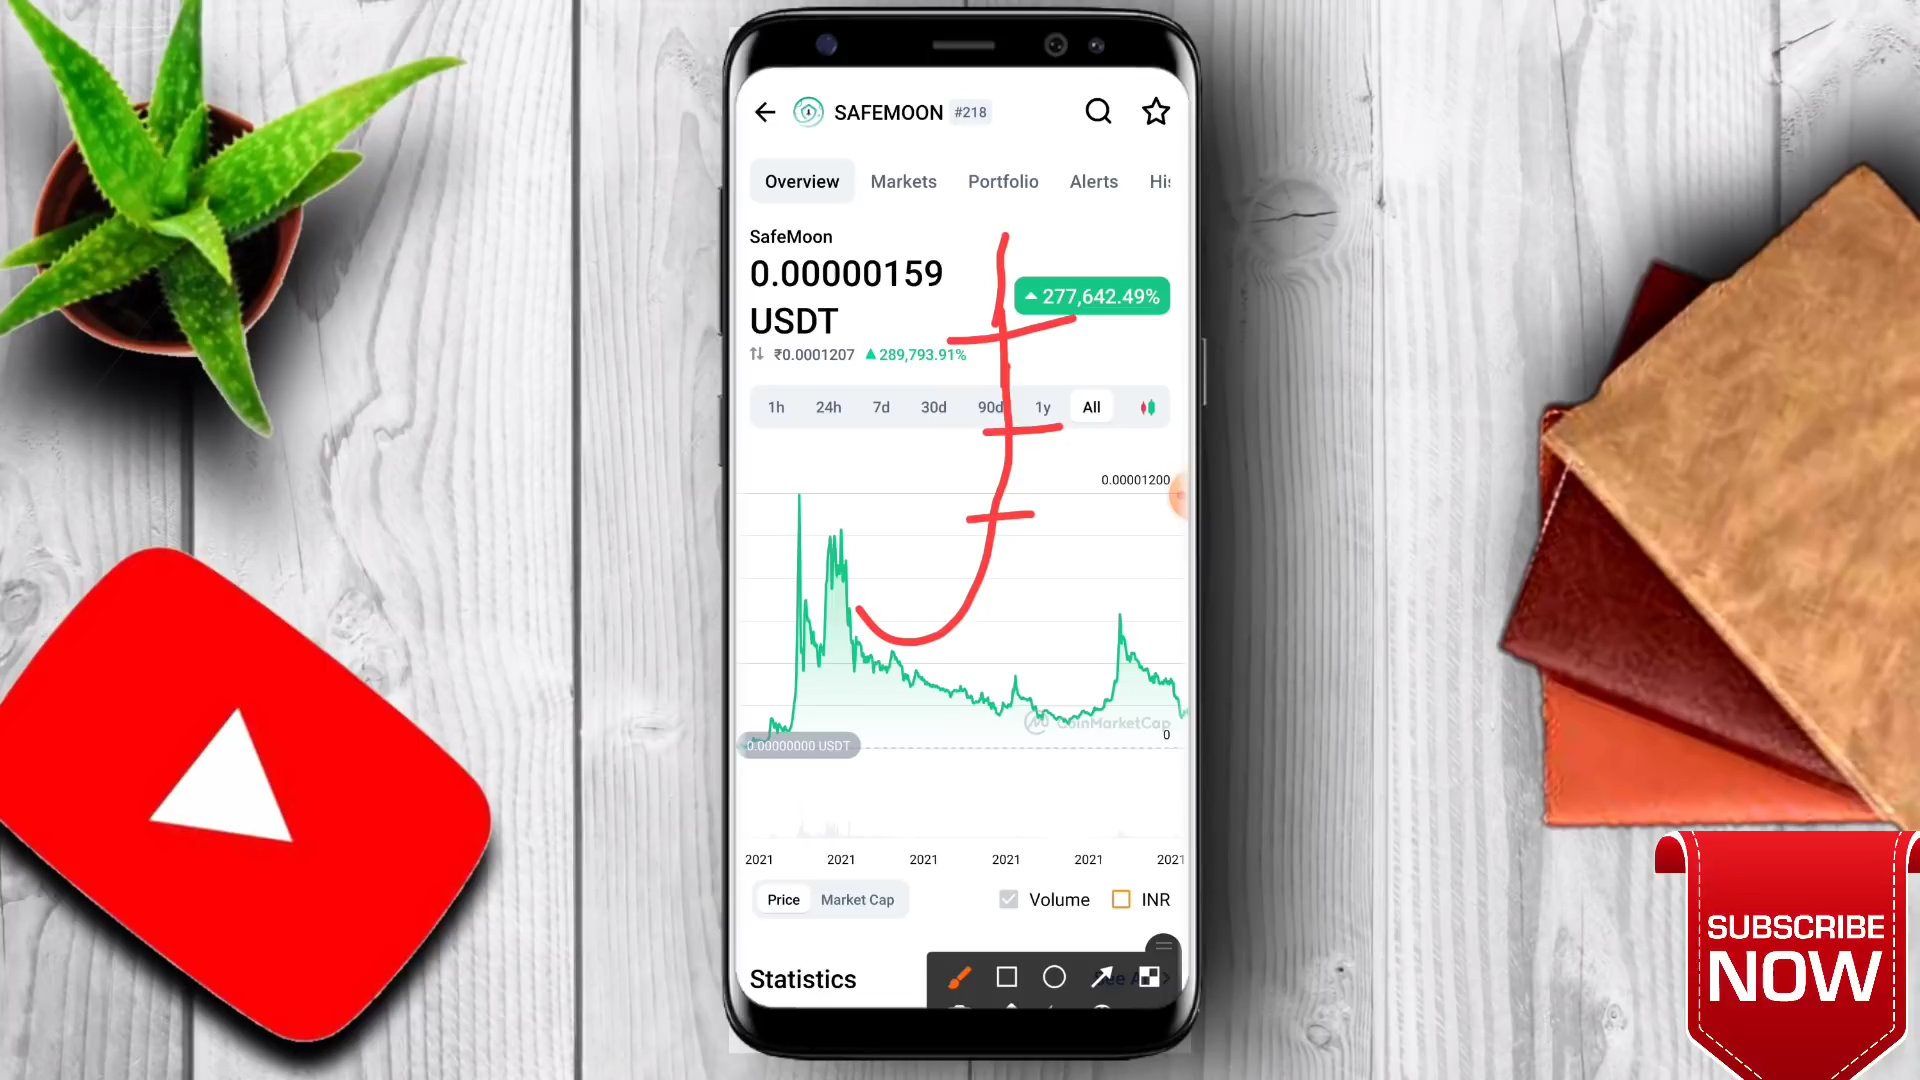 SAFEMOON #218
Overview Markets Portfolio Alerts His
SafeMoon
0.00000159
USDT
277,642.49%
₹0.0001207 289,793.91%
1h 24h 7d 30d 90d 1y All
0.00001200
CoinMarketCap
0
0.00000000 USDT
2021 2021 2021 2021 2021 2021
Price Market Cap Volume INR
Statistics
SUBSCRIBE
NOW